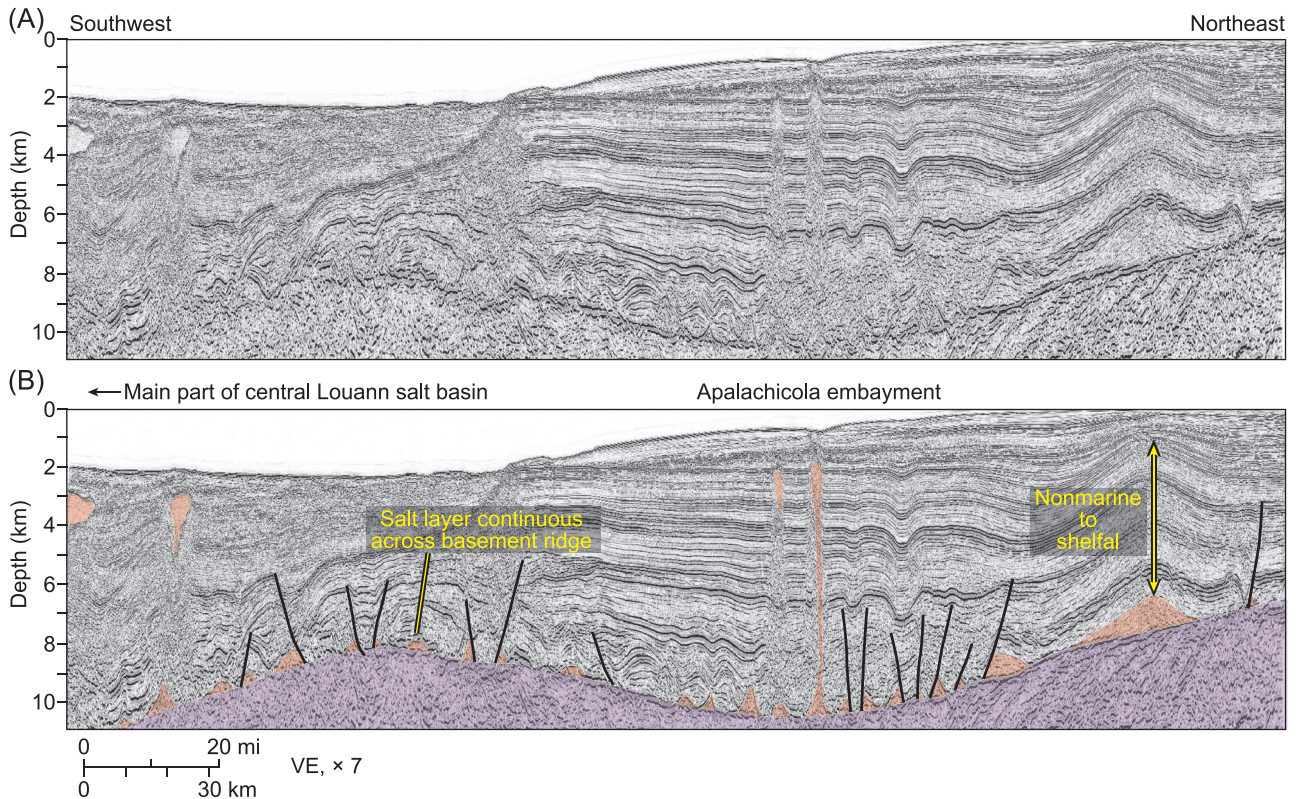 (A)
Southwest
Northeast
0
2
4
6
8
10
Depth (km)
(B)
Main part of central Louann salt basin
Apalachicola embayment
0
2
4
6
8
10
Depth (km)
Salt layer continuous
across basement ridge
Nonmarine
to
shelfal
0
20 mi
0
30 km
VE, × 7